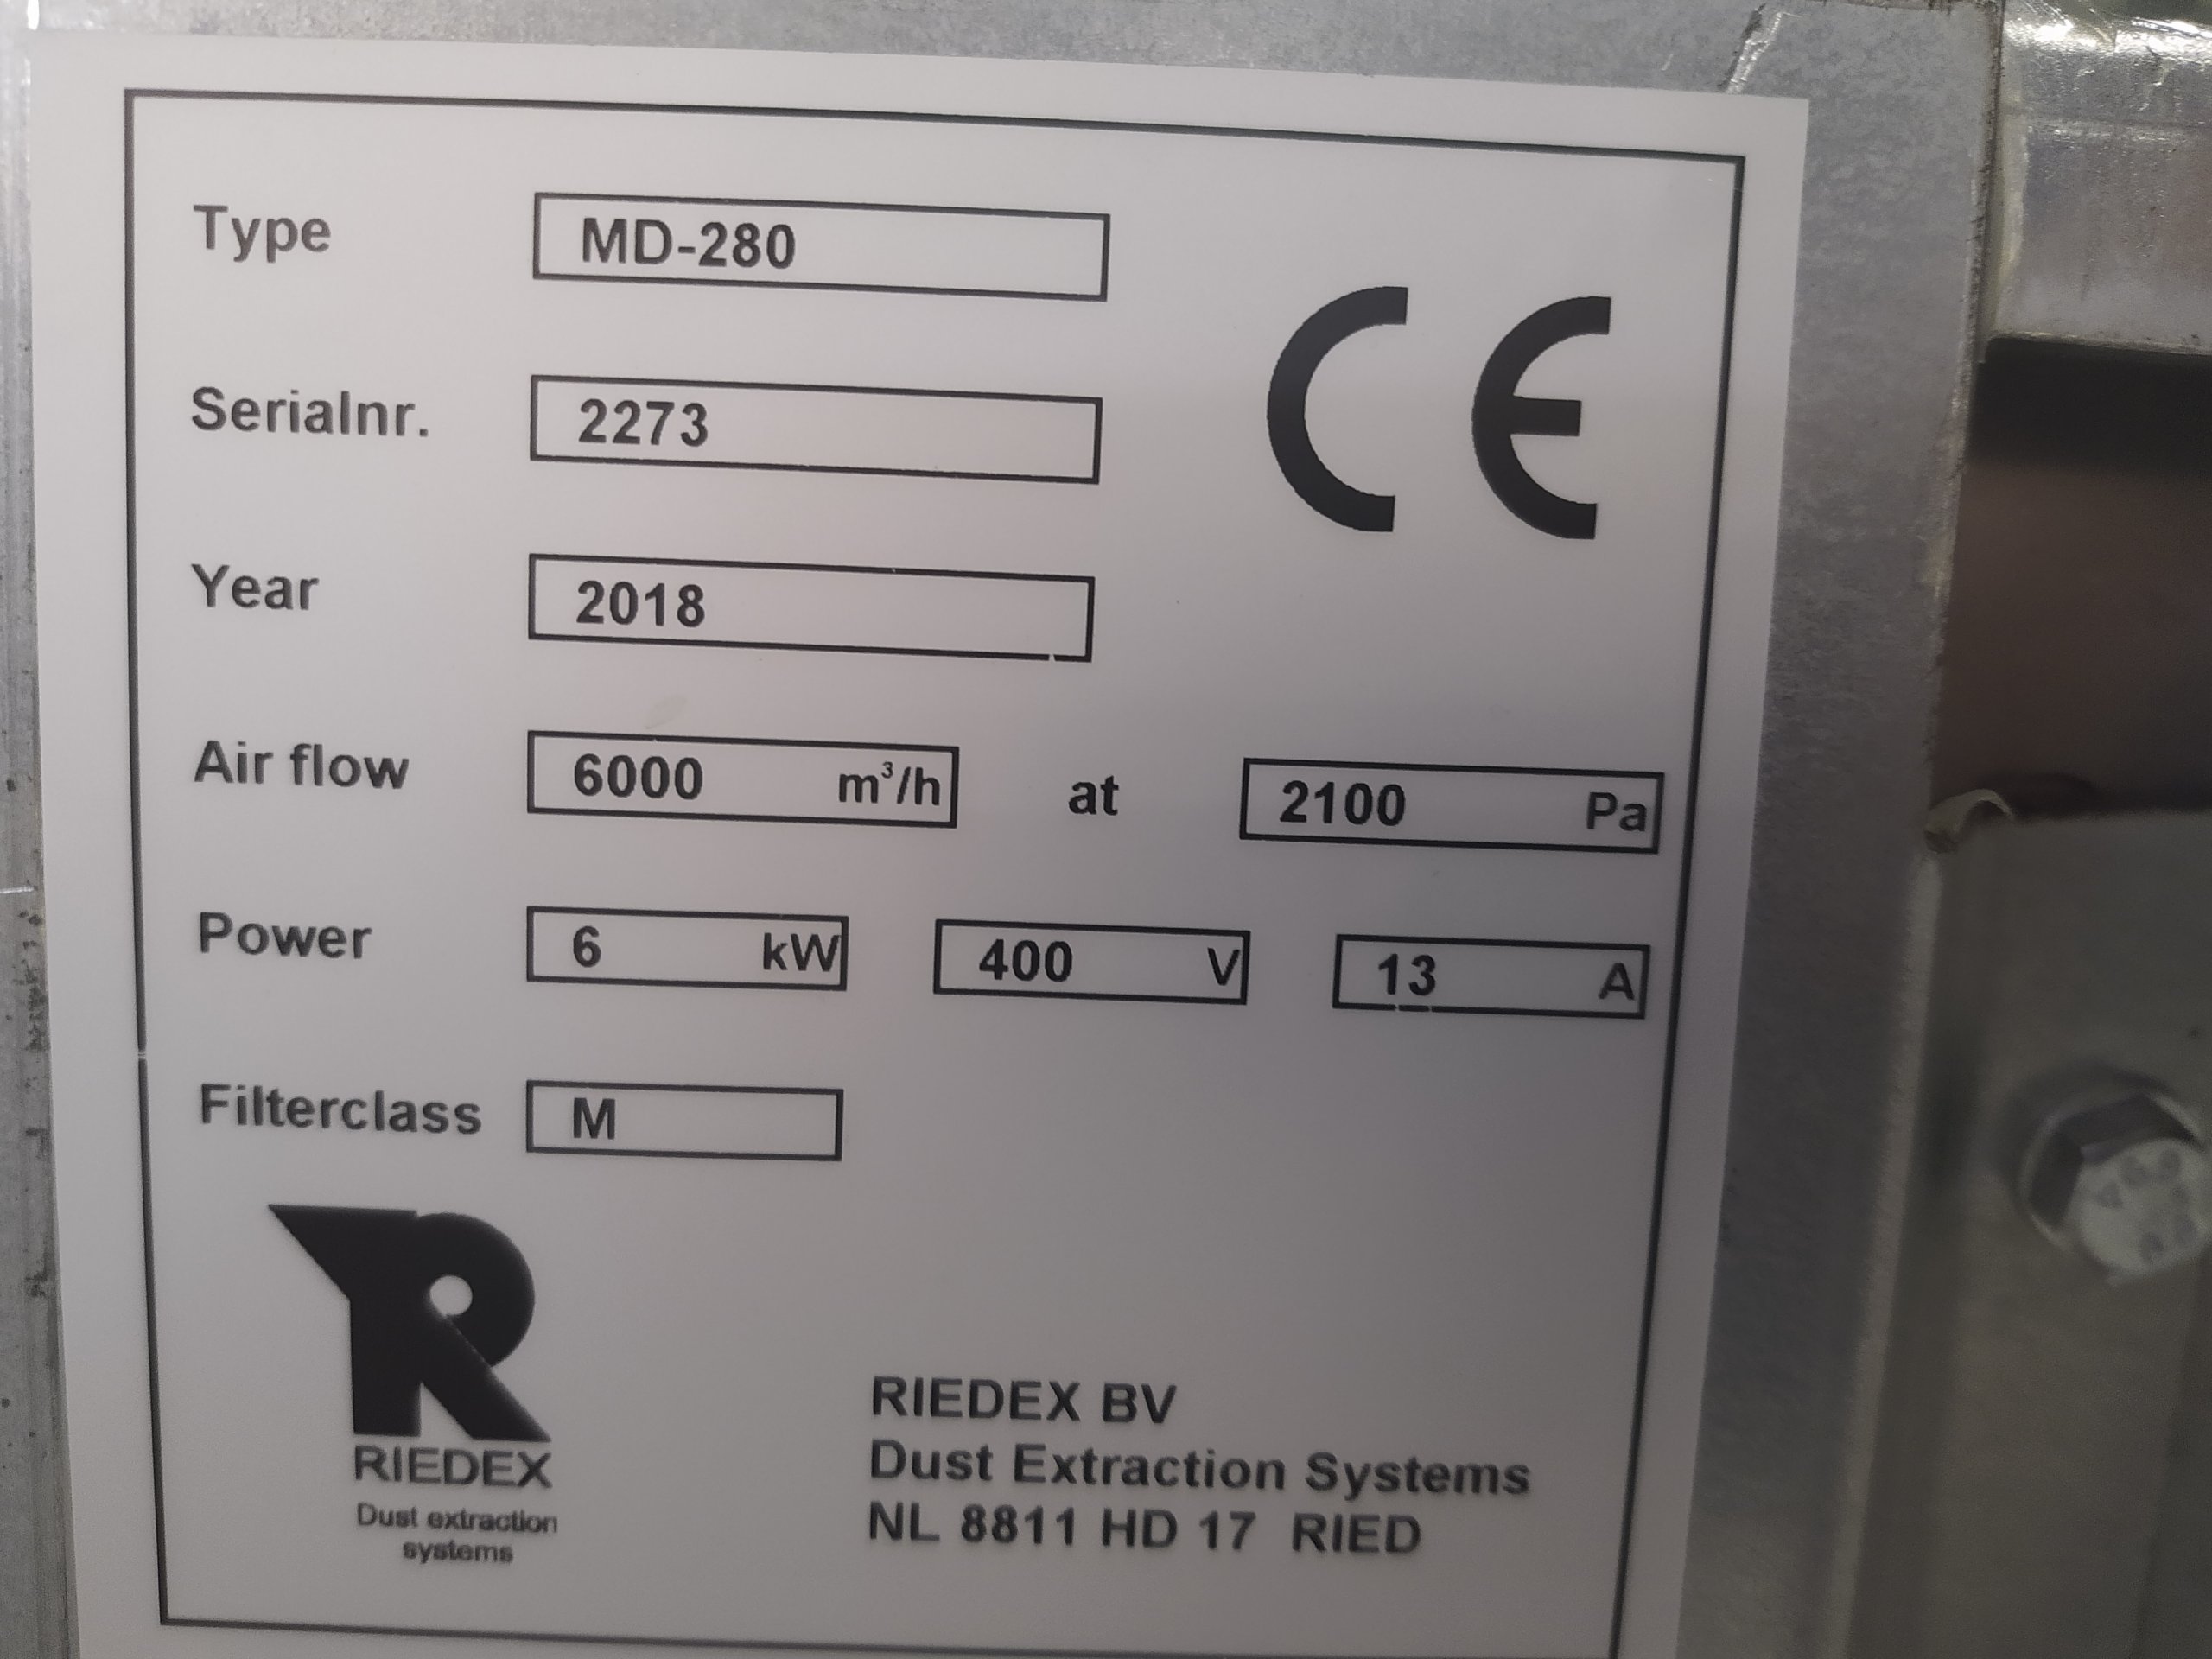 Type MD-280
CE
Serialnr. 2273
Year 2018
Air flow 6000 m³/h at 2100 Pa
Power 6 kW 400 V 13 A
Filterclass M
RIEDEX
Dust extraction
systems
RIEDEX BV
Dust Extraction Systems
NL 8811 HD 17 RIED